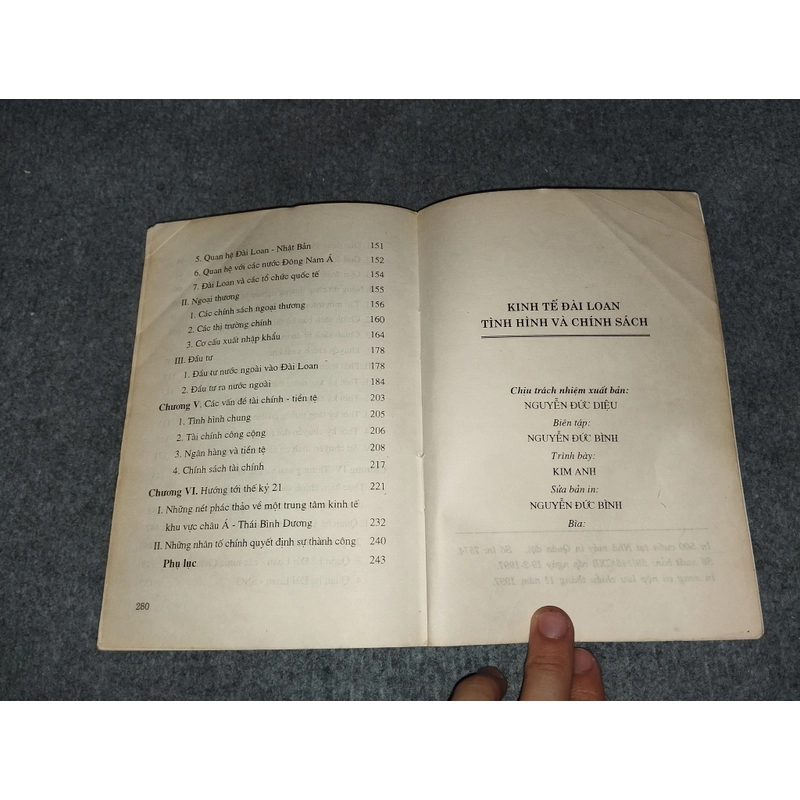 5. Quan hệ Đài Loan - Nhật Bản 151
6. Quan hệ với các nước Đông Nam Á 152
7. Đài Loan và các tổ chức quốc tế 154
II. Ngoại thương 155
1. Các chính sách ngoại thương 156
2. Các thị trường chính 160
3. Cơ cấu xuất nhập khẩu 164
III. Đầu tư 178
1. Đầu tư nước ngoài vào Đài Loan 178
2. Đầu tư ra nước ngoài 184
Chương V. Các vấn đề tài chính - tiền tệ 203
1. Tình hình chung 205
2. Tài chính công cộng 206
3. Ngân hàng và tiền tệ 208
4. Chính sách tài chính 217
Chương VI. Hướng tới thế kỷ 21 221
I. Những nét phác thảo về một trung tâm kinh tế
khu vực châu Á - Thái Bình Dương 232
II. Những nhân tố chính quyết định sự thành công 240
Phụ lục 243
280
KINH TẾ ĐÀI LOAN
TÌNH HÌNH VÀ CHÍNH SÁCH
Chịu trách nhiệm xuất bản:
NGUYỄN ĐỨC DIỆU
Biên tập:
NGUYỄN ĐỨC BÌNH
Trình bày:
KIM ANH
Sửa bản in:
NGUYỄN ĐỨC BÌNH
Bìa: